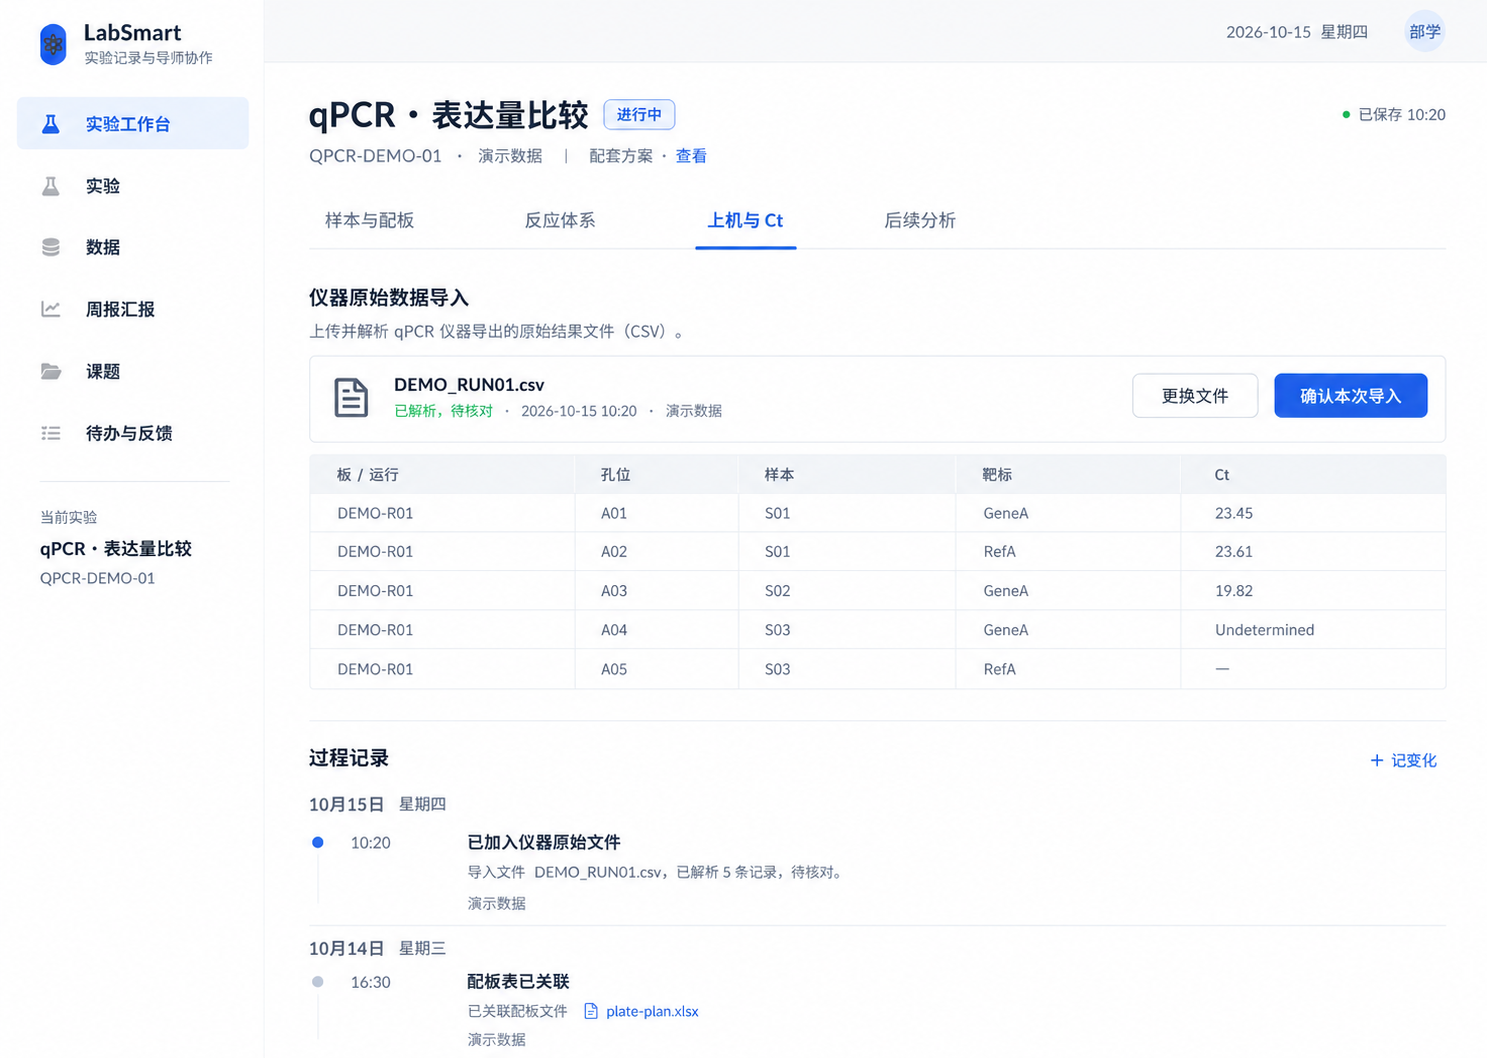 LabSmart
实验记录与导师协作
实验工作台
实验
数据
周报汇报
课题
待办与反馈
当前实验
qPCR · 表达量比较
QPCR-DEMO-01
2026-10-15 星期四
部学
qPCR · 表达量比较 进行中
已保存 10:20
QPCR-DEMO-01 · 演示数据 | 配套方案 · 查看
样本与配板 反应体系 上机与 Ct 后续分析
仪器原始数据导入
上传并解析 qPCR 仪器导出的原始结果文件（CSV）。
DEMO_RUN01.csv
已解析，待核对 · 2026-10-15 10:20 · 演示数据
更换文件 确认本次导入
板 / 运行 孔位 样本 靶标 Ct
DEMO-R01 A01 S01 GeneA 23.45
DEMO-R01 A02 S01 RefA 23.61
DEMO-R01 A03 S02 GeneA 19.82
DEMO-R01 A04 S03 GeneA Undetermined
DEMO-R01 A05 S03 RefA —
过程记录
+ 记变化
10月15日 星期四
10:20 已加入仪器原始文件
导入文件 DEMO_RUN01.csv，已解析 5 条记录，待核对。
演示数据
10月14日 星期三
16:30 配板表已关联
已关联配板文件 plate-plan.xlsx
演示数据